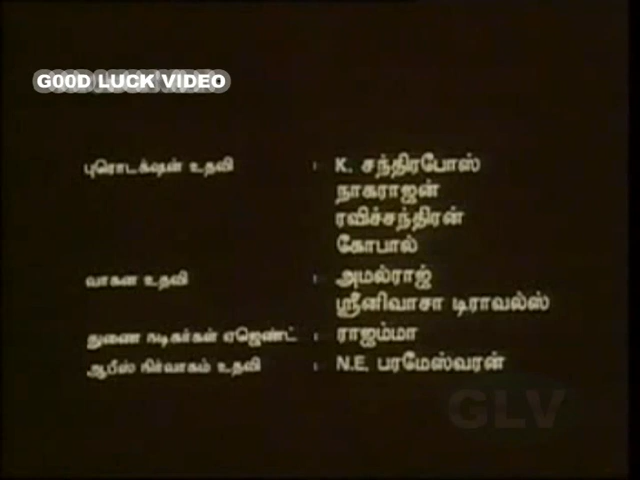 G00D LUCK VIDEO
புரொடக்ஷன் உதவி : K. சந்திரபோஸ்
நாகராஜன்
ரவிச்சந்திரன்
கோபால்
வாகன உதவி : அமல்ராஜ்
ஸ்ரீனிவாசா டிராவல்ஸ்
துணை நடிகர்கள் ஏஜெண்ட் : ராஜம்மா
ஆபீஸ் நிர்வாகம் உதவி : N.E. பரமேஸ்வரன்
GLV